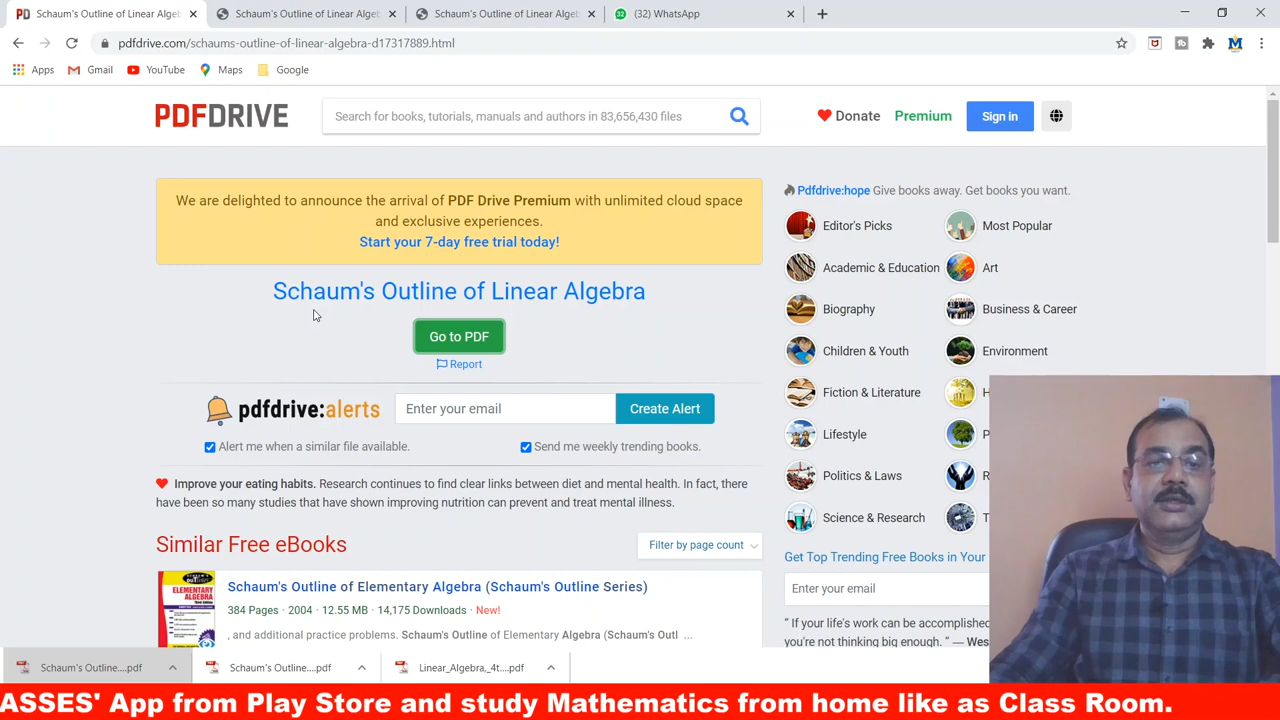 Schaum's Outline of Linear Algeb
Schaum's Outline of Linear Algeb
Schaum's Outline of Linear Algeb
(32) WhatsApp
pdfdrive.com/schaums-outline-of-linear-algebra-d17317889.html
Apps
Gmail
YouTube
Maps
Google
PDFDRIVE
Search for books, tutorials, manuals and authors in 83,656,430 files
Donate
Premium
Sign in
We are delighted to announce the arrival of PDF Drive Premium with unlimited cloud space
and exclusive experiences.
Start your 7-day free trial today!
Schaum's Outline of Linear Algebra
Go to PDF
Report
pdfdrive:alerts
Enter your email
Create Alert
Alert me when a similar file available.
Send me weekly trending books.
Improve your eating habits. Research continues to find clear links between diet and mental health. In fact, there
have been so many studies that have shown improving nutrition can prevent and treat mental illness.
Similar Free eBooks
Filter by page count
ELEMENTARY
ALGEBRA
Schaum's Outline of Elementary Algebra (Schaum's Outline Series)
384 Pages · 2004 · 12.55 MB · 14,175 Downloads · New!
, and additional practice problems. Schaum's Outline of Elementary Algebra (Schaum's Outl ...
Pdfdrive:hope Give books away. Get books you want.
Editor's Picks
Most Popular
Academic & Education
Art
Biography
Business & Career
Children & Youth
Environment
Fiction & Literature
H
Lifestyle
P
Politics & Laws
R
Science & Research
T
Get Top Trending Free Books in Your
Enter your email
“ If your life's work can be accomplished
you're not thinking big enough. ” — Wes
Schaum's Outline....pdf
Schaum's Outline....pdf
Linear_Algebra,_4t....pdf
ASSES' App from Play Store and study Mathematics from home like as Class Room.